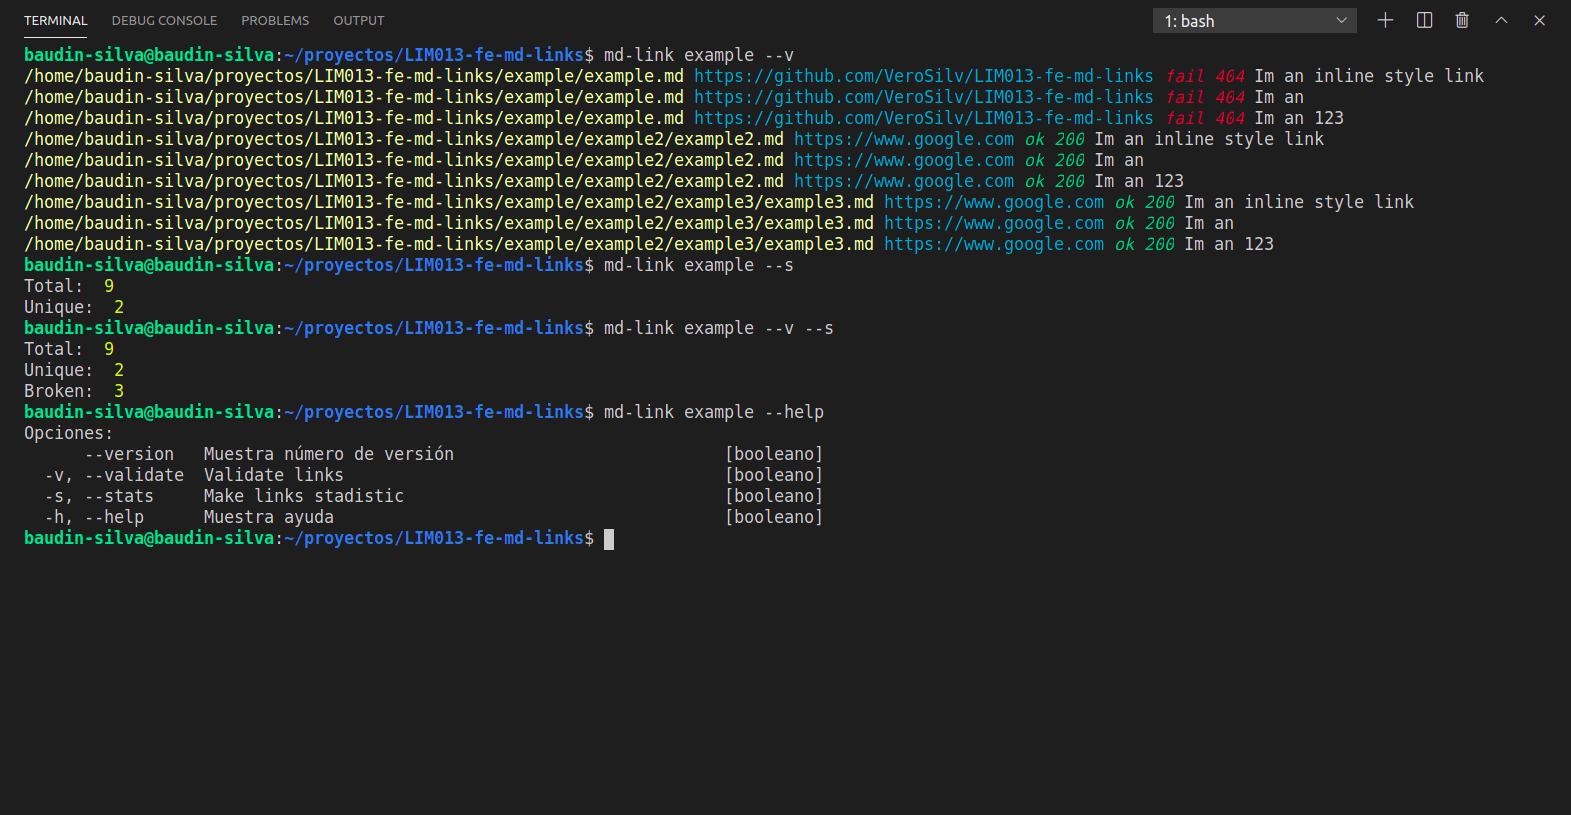 TERMINAL DEBUG CONSOLE PROBLEMS OUTPUT 1: bash
baudin-silva@baudin-silva:~/proyectos/LIM013-fe-md-links$ md-link example --v
/home/baudin-silva/proyectos/LIM013-fe-md-links/example/example.md https://github.com/VeroSilv/LIM013-fe-md-links fail 404 Im an inline style link
/home/baudin-silva/proyectos/LIM013-fe-md-links/example/example.md https://github.com/VeroSilv/LIM013-fe-md-links fail 404 Im an
/home/baudin-silva/proyectos/LIM013-fe-md-links/example/example.md https://github.com/VeroSilv/LIM013-fe-md-links fail 404 Im an 123
/home/baudin-silva/proyectos/LIM013-fe-md-links/example/example2/example2.md https://www.google.com ok 200 Im an inline style link
/home/baudin-silva/proyectos/LIM013-fe-md-links/example/example2/example2.md https://www.google.com ok 200 Im an
/home/baudin-silva/proyectos/LIM013-fe-md-links/example/example2/example2.md https://www.google.com ok 200 Im an 123
/home/baudin-silva/proyectos/LIM013-fe-md-links/example/example2/example3/example3.md https://www.google.com ok 200 Im an inline style link
/home/baudin-silva/proyectos/LIM013-fe-md-links/example/example2/example3/example3.md https://www.google.com ok 200 Im an
/home/baudin-silva/proyectos/LIM013-fe-md-links/example/example2/example3/example3.md https://www.google.com ok 200 Im an 123
baudin-silva@baudin-silva:~/proyectos/LIM013-fe-md-links$ md-link example --s
Total:  9
Unique:  2
baudin-silva@baudin-silva:~/proyectos/LIM013-fe-md-links$ md-link example --v --s
Total:  9
Unique:  2
Broken:  3
baudin-silva@baudin-silva:~/proyectos/LIM013-fe-md-links$ md-link example --help
Opciones:
      --version   Muestra número de versión                           [booleano]
  -v, --validate  Validate links                                      [booleano]
  -s, --stats     Make links stadistic                                [booleano]
  -h, --help      Muestra ayuda                                       [booleano]
baudin-silva@baudin-silva:~/proyectos/LIM013-fe-md-links$